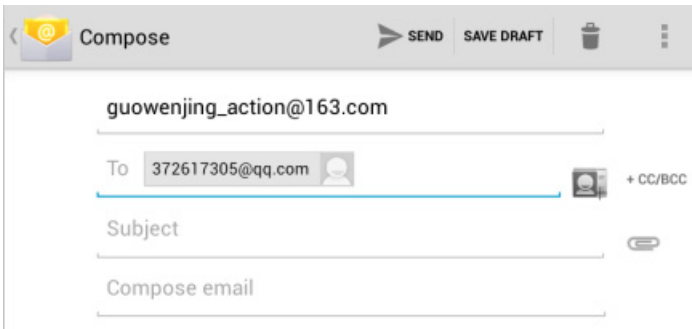 Compose SEND SAVE DRAFT
guowenjing_action@163.com
To 372617305@qq.com + CC/BCC
Subject
Compose email